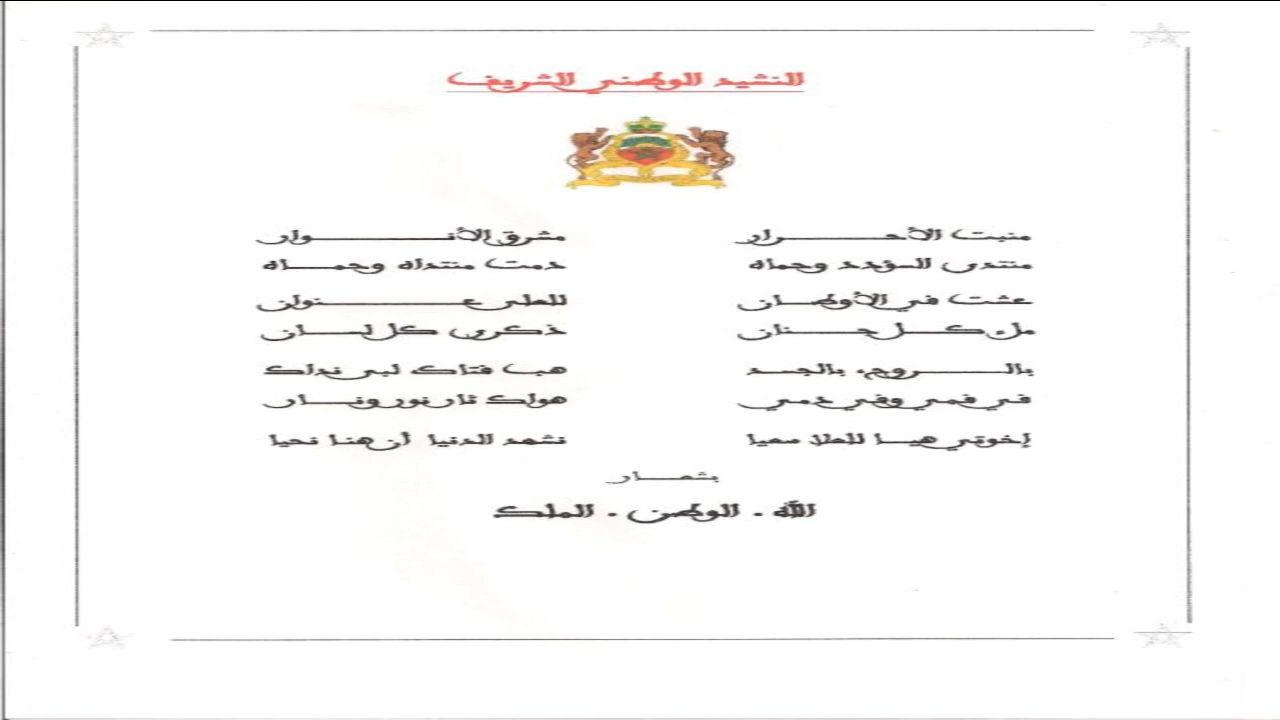 النشيد الوطني الشريف
منبت الأحرار مشرق الأنوار
منتدى السؤدد وحماه دمت منتداه وحماه
عشت في الأوطان للعلى عنوان
ملء كل جنان ذكرى كل لسان
بالروح، بالجسد هب فتاك لبى نداك
في فمي وفي دمي هواك ثار نور ونار
إخوتي هيا للعلا سعيا نشهد الدنيا أن هنا نحيا
بشعار
الله . الوطن . الملك